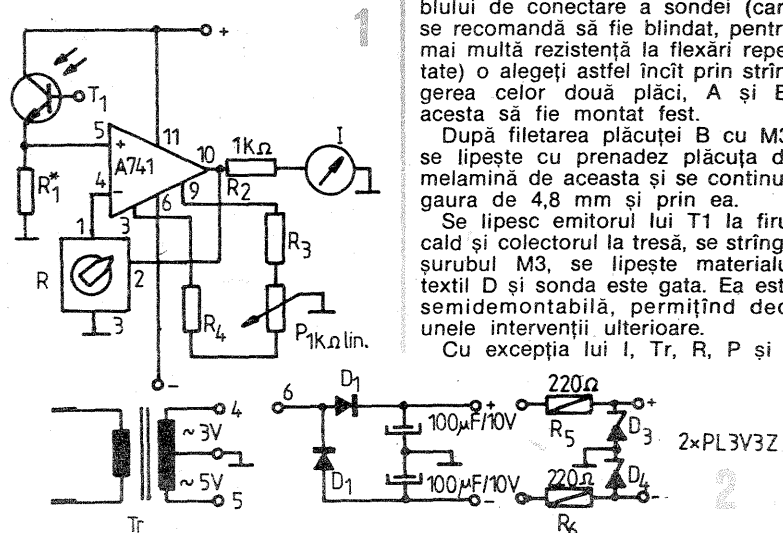 blului de conectare a sondei (car
se recomandă să fie blindat, pentr
mai multă rezistență la flexări repe
tate) o alegeți astfel încît prin strîn
gerea celor două plăci, A și B
acesta să fie montat fest.
După filetarea plăcuței B cu M3
se lipește cu prenadez plăcuța d
melamină de aceasta și se continu
gaura de 4,8 mm și prin ea.
Se lipesc emitorul lui T1 la firu
cald și colectorul la tresă, se strîng
șurubul M3, se lipește materialu
textil D și sonda este gata. Ea est
semidemontabilă, permițînd dec
unele intervenții ulterioare.
Cu excepția lui I, Tr, R, P și
1
+
T1
5
+
11
10
1KΩ
I
A741
R1*
4
−
9
R2
3
6
1
R3
R
2
R4
3
P1KΩ lin.
−
4
~3V
~5V
5
Tr
6
D1
+
100µF/10V
D1
100µF/10V
−
220Ω
+
R5
D3
2×PL3V3Z
220Ω
D4
−
R6
2